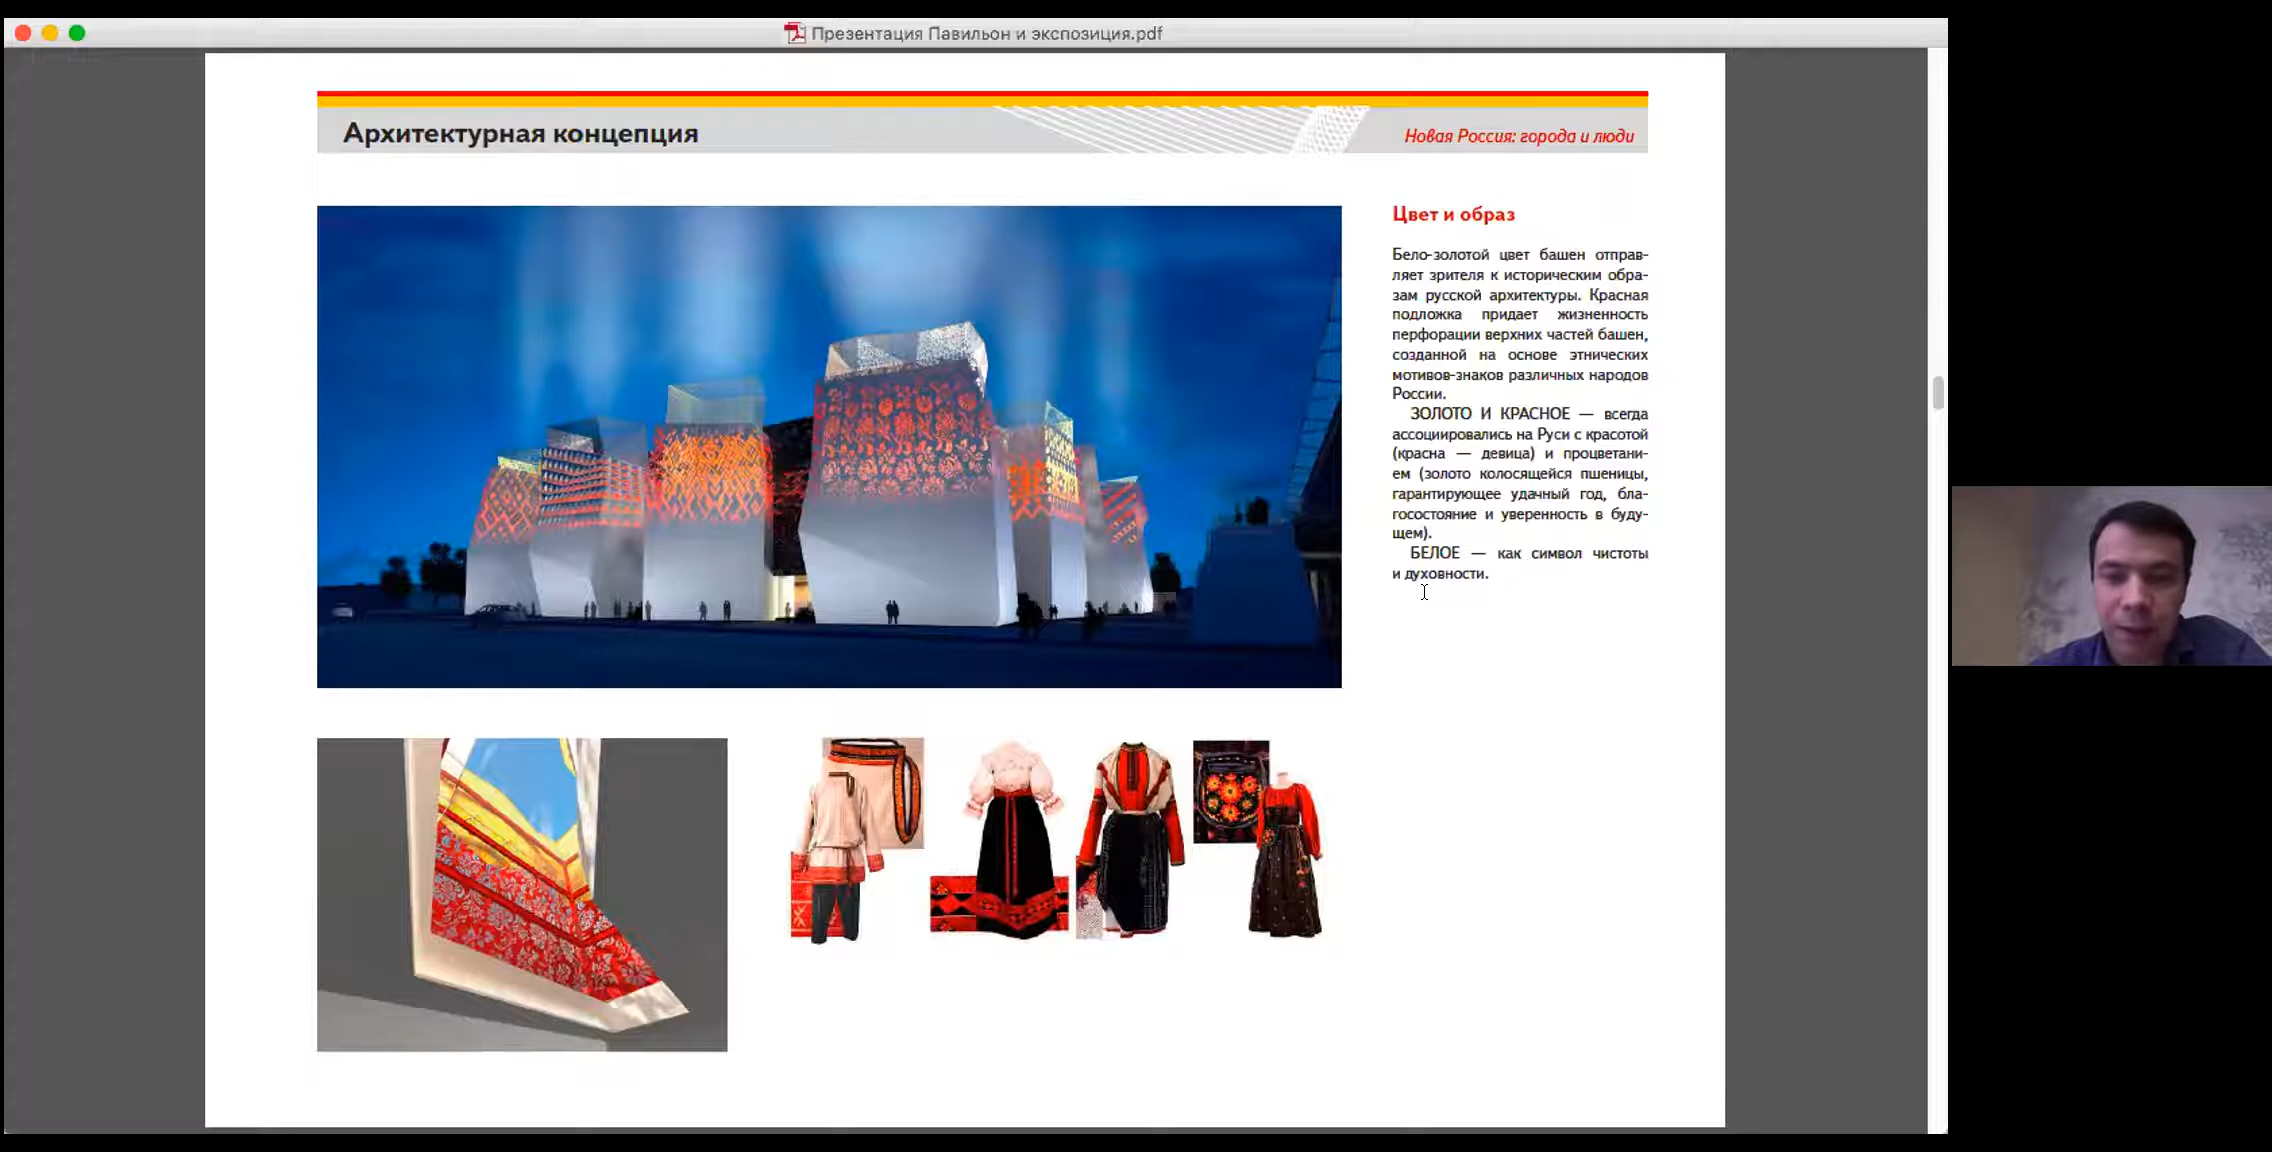 Презентация Павильон и экспозиция.pdf
Архитектурная концепция
Новая Россия: города и люди
Цвет и образ
Бело-золотой цвет башен отправ-
ляет зрителя к историческим обра-
зам русской архитектуры. Красная
подложка придает жизненность
перфорации верхних частей башен,
созданной на основе этнических
мотивов-знаков различных народов
России.
ЗОЛОТО И КРАСНОЕ — всегда
ассоциировались на Руси с красотой
(красна — девица) и процветани-
ем (золото колосящейся пшеницы,
гарантирующее удачный год, бла-
госостояние и уверенность в буду-
щем).
БЕЛОЕ — как символ чистоты
и духовности.